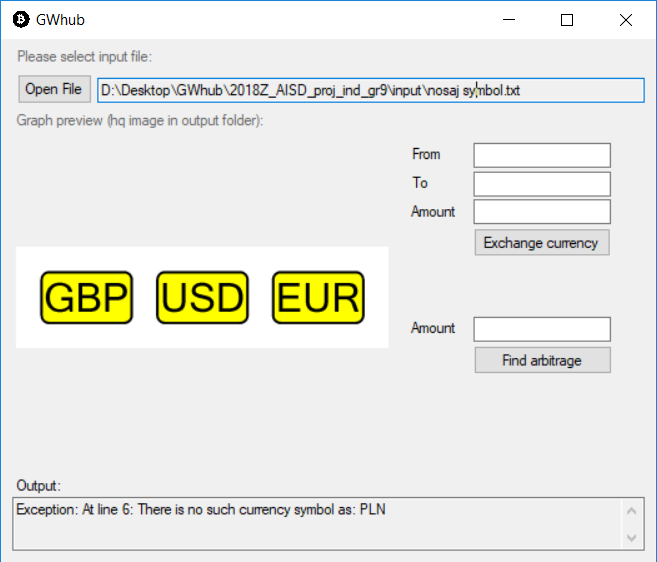 GWhub
Please select input file:
Open File D:\Desktop\GWhub\2018Z_AISD_proj_ind_gr9\input\nosaj symbol.txt
Graph preview (hq image in output folder):
From
To
Amount
Exchange currency
GBP USD EUR
Amount
Find arbitrage
Output:
Exception: At line 6: There is no such currency symbol as: PLN